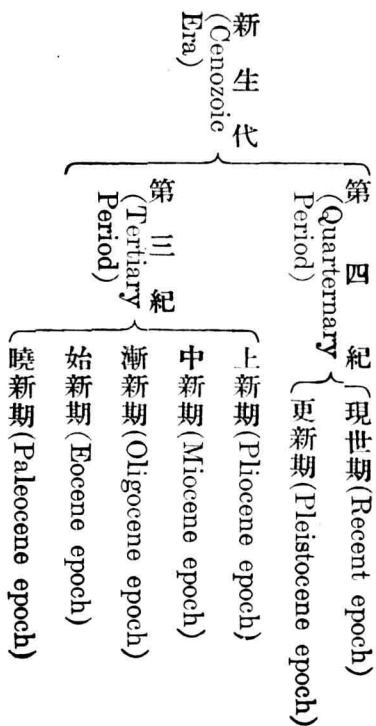 新生代
(Cenozoic
Era)
第四紀
(Quarternary
Period)
現世期(Recent epoch)
更新期(Pleistocene epoch)
第三紀
(Tertiary
Period)
上新期(Pliocene epoch)
中新期(Miocene epoch)
漸新期(Oligocene epoch)
始新期(Eocene epoch)
曉新期(Paleocene epoch)